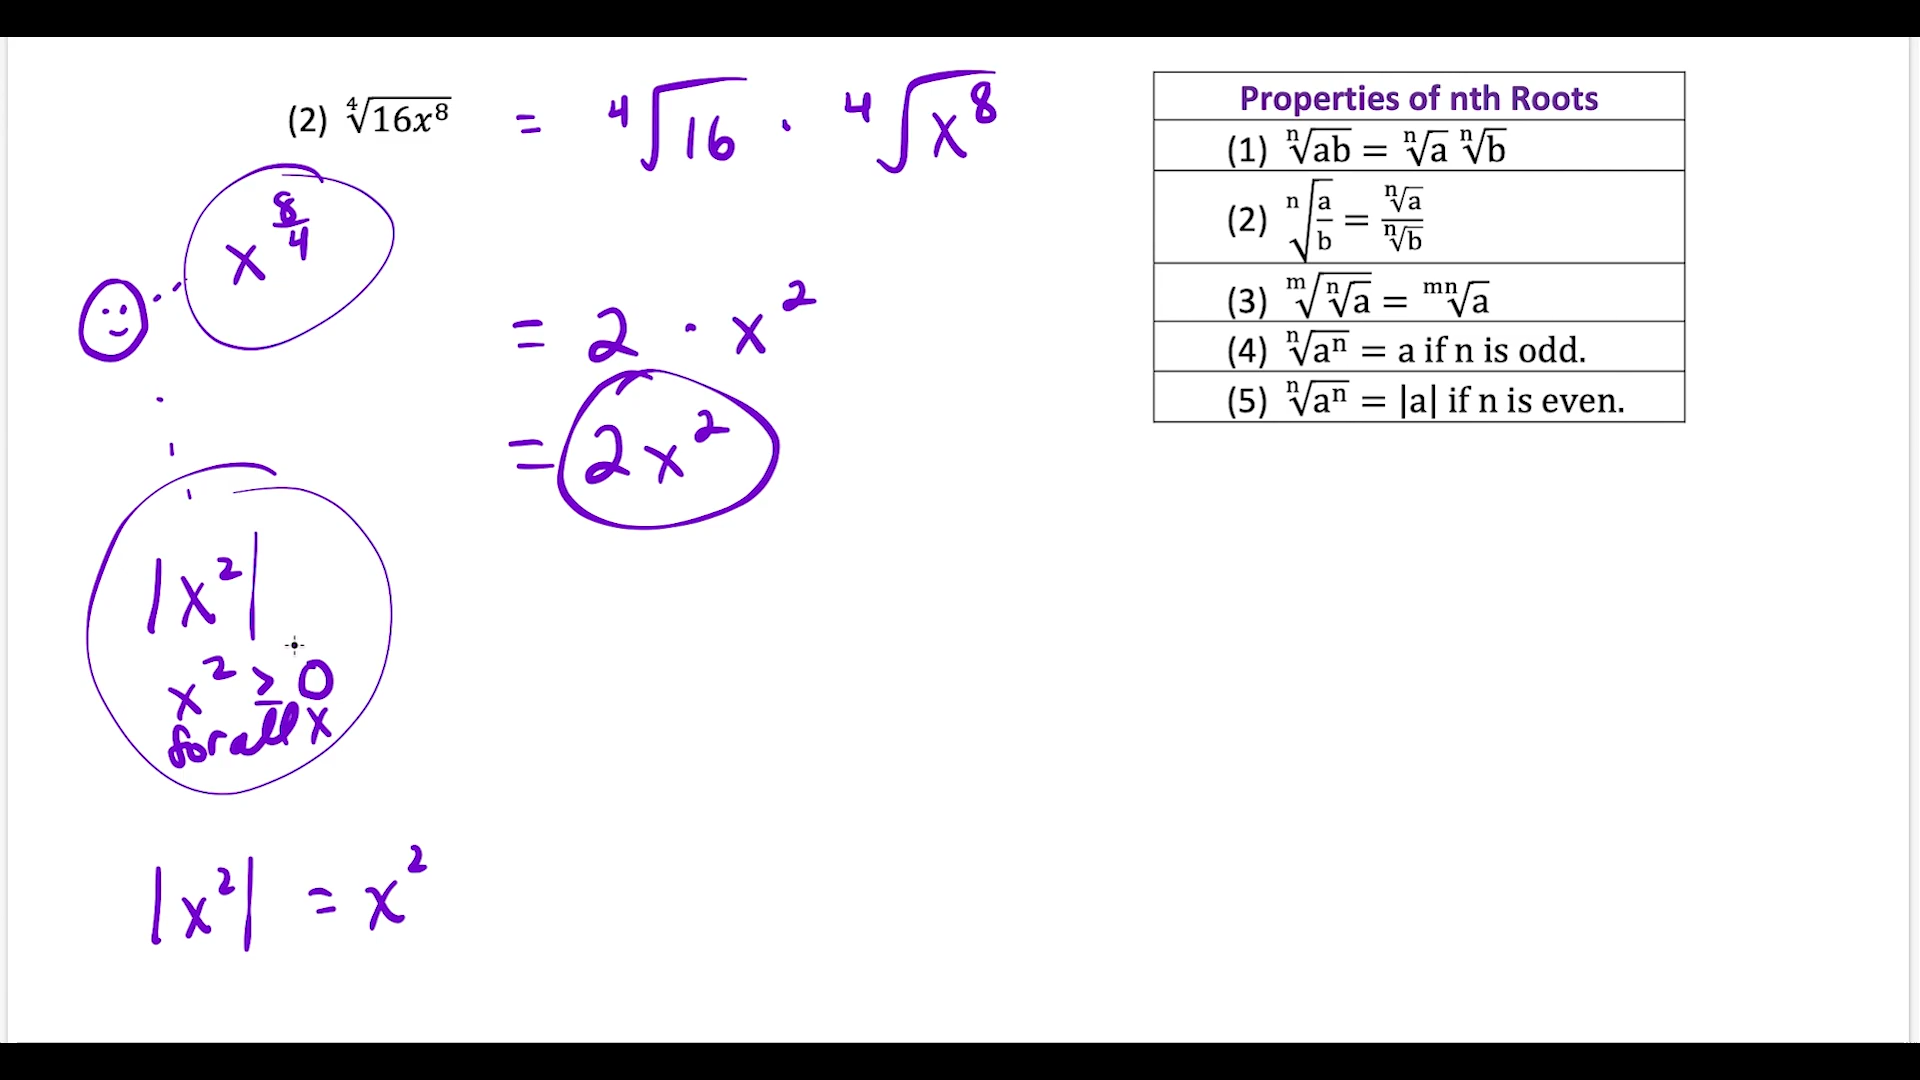 (2) ⁴√(16x⁸) = ⁴√16 · ⁴√(x⁸)
x^(8/4)
= 2 · x²
= 2x²
|x²|
x² ≥ 0
for all x
|x²| = x²
Properties of nth Roots
(1) ⁿ√(ab) = ⁿ√a ⁿ√b
(2) ⁿ√(a/b) = ⁿ√a / ⁿ√b
(3) ᵐ√(ⁿ√a) = ᵐⁿ√a
(4) ⁿ√(aⁿ) = a if n is odd.
(5) ⁿ√(aⁿ) = |a| if n is even.